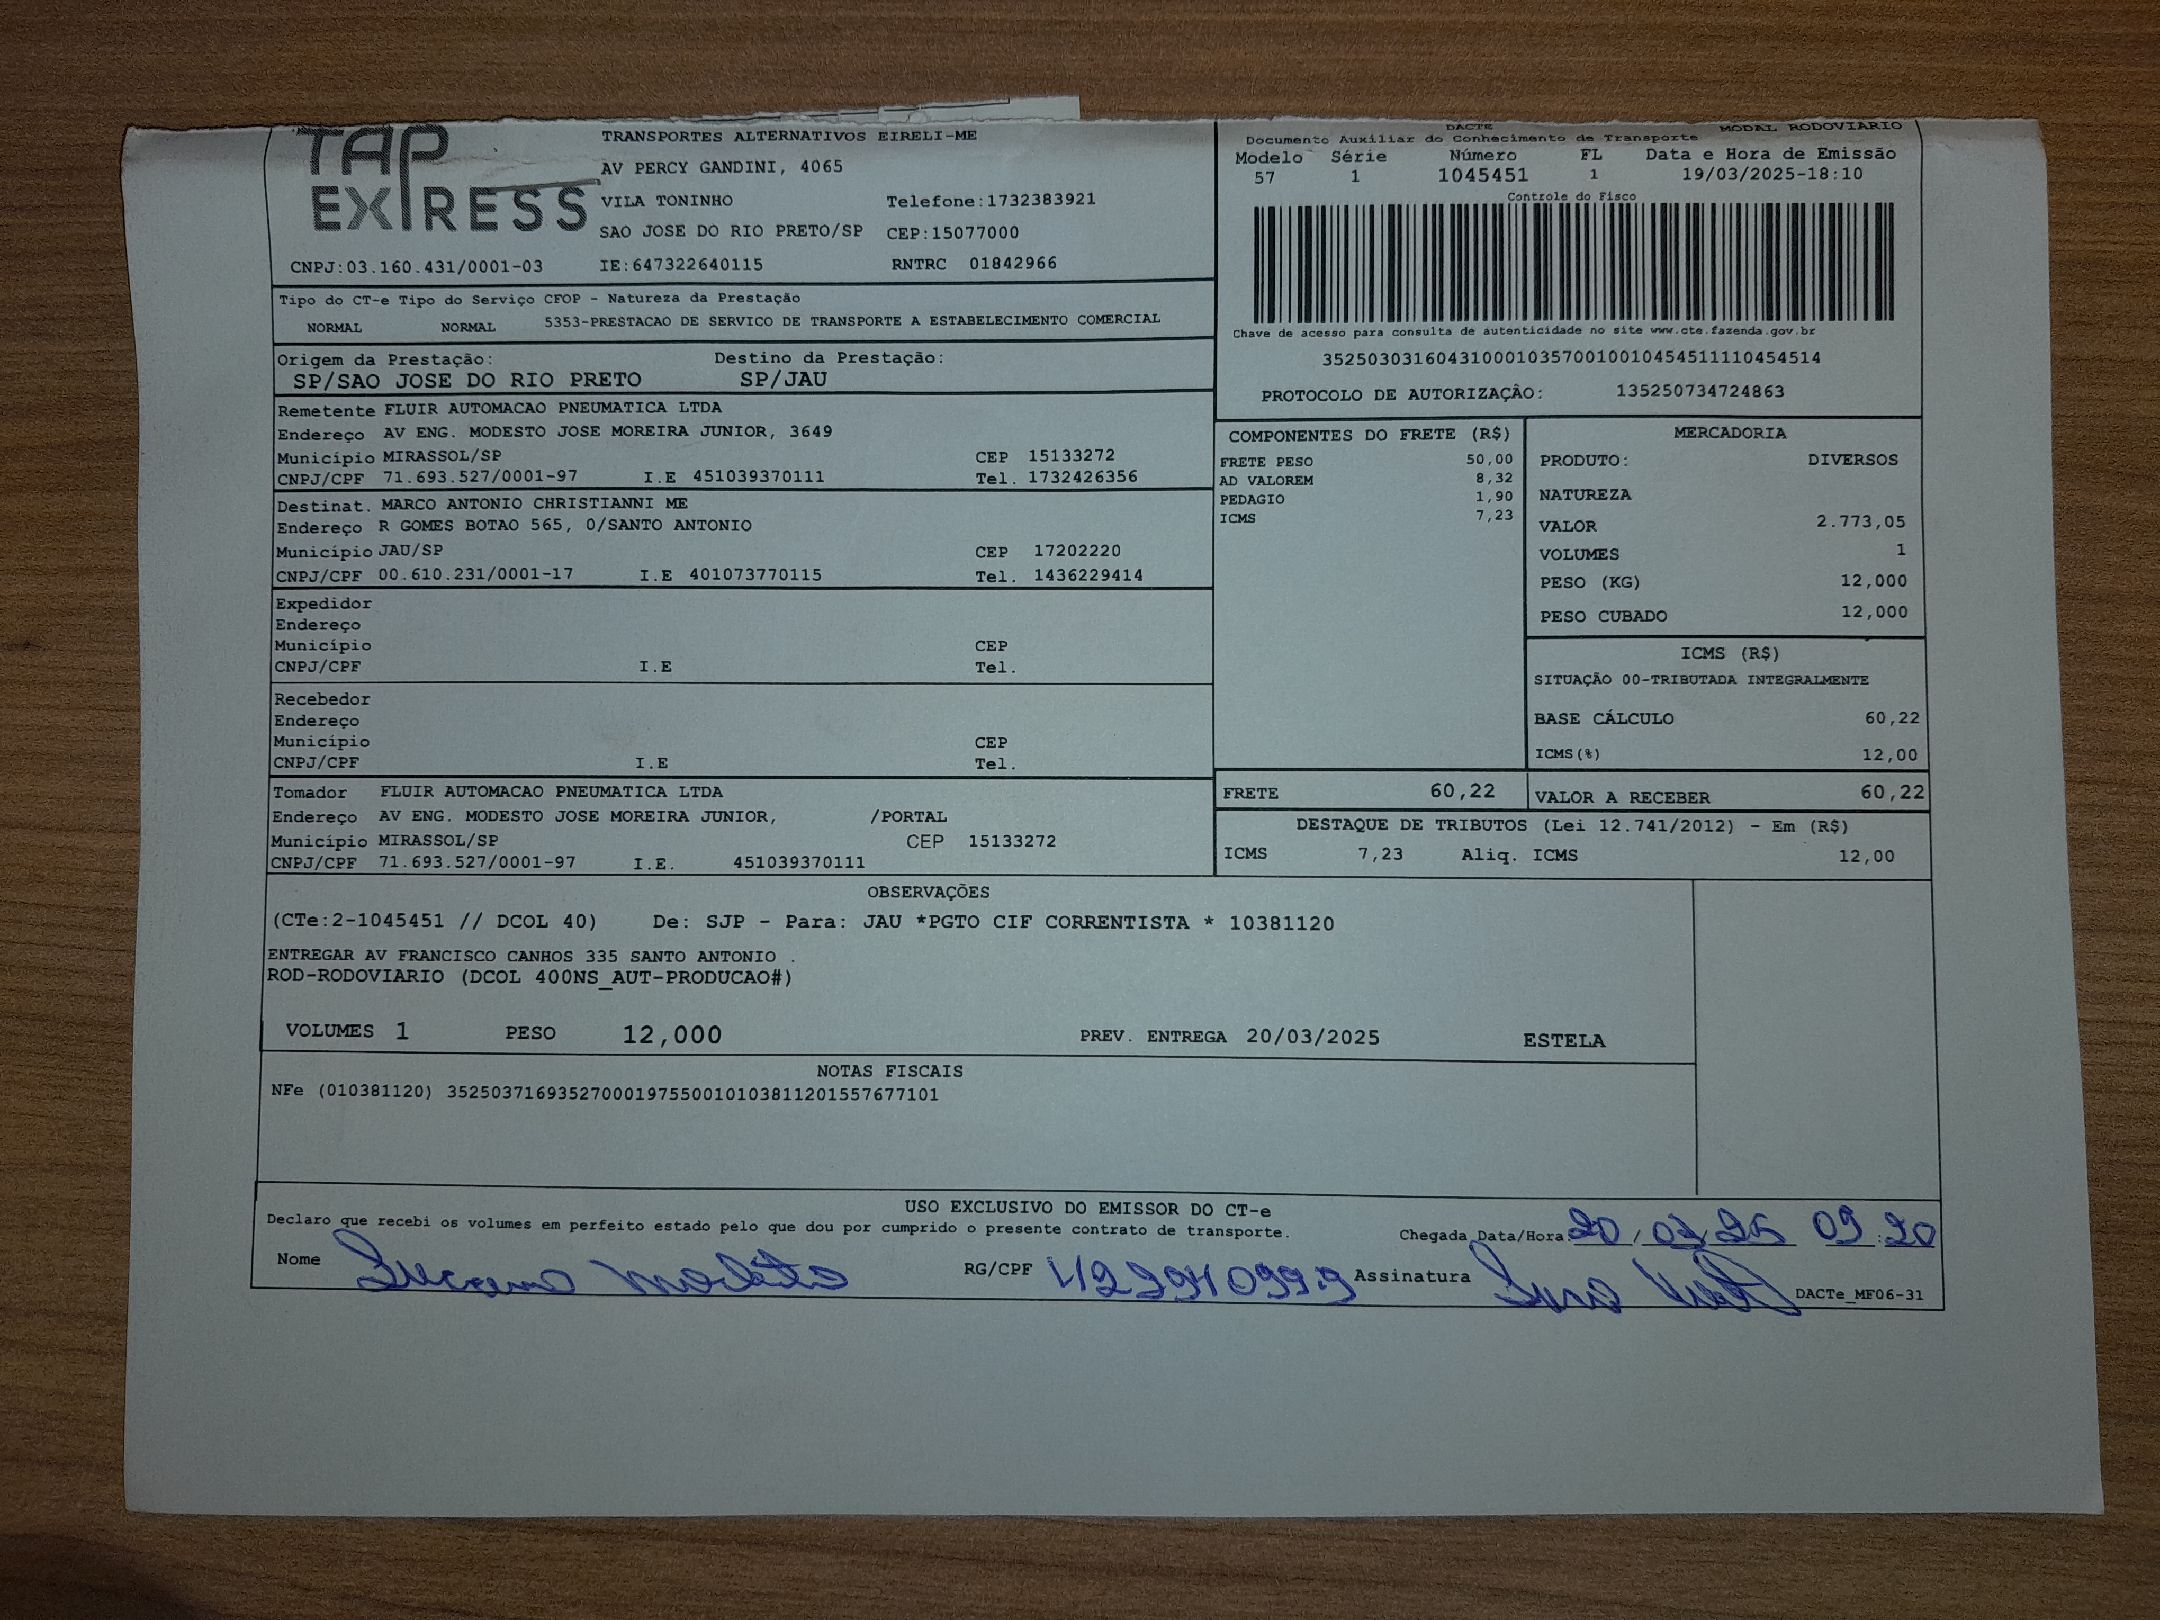 TAP EXPRESS
TRANSPORTES ALTERNATIVOS EIRELI-ME
AV PERCY GANDINI, 4065
VILA TONINHO Telefone:1732383921
SAO JOSE DO RIO PRETO/SP CEP:15077000
CNPJ:03.160.431/0001-03 IE:647322640115 RNTRC 01842966
DACTE MODAL RODOVIÁRIO
Documento Auxiliar do Conhecimento de Transporte
Modelo Série Número FL Data e Hora de Emissão
57 1 1045451 1 19/03/2025-18:10
Controle do Fisco
Chave de acesso para consulta de autenticidade no site www.cte.fazenda.gov.br
35250303160431000103570010010454511110454514
PROTOCOLO DE AUTORIZAÇÃO: 135250734724863
Tipo do CT-e Tipo do Serviço CFOP - Natureza da Prestação
NORMAL NORMAL 5353-PRESTACAO DE SERVICO DE TRANSPORTE A ESTABELECIMENTO COMERCIAL
Origem da Prestação: Destino da Prestação:
SP/SAO JOSE DO RIO PRETO SP/JAU
Remetente FLUIR AUTOMACAO PNEUMATICA LTDA
Endereço AV ENG. MODESTO JOSE MOREIRA JUNIOR, 3649
Município MIRASSOL/SP CEP 15133272
CNPJ/CPF 71.693.527/0001-97 I.E 451039370111 Tel. 1732426356
Destinat. MARCO ANTONIO CHRISTIANNI ME
Endereço R GOMES BOTAO 565, 0/SANTO ANTONIO
Município JAU/SP CEP 17202220
CNPJ/CPF 00.610.231/0001-17 I.E 401073770115 Tel. 1436229414
Expedidor
Endereço
Município CEP
CNPJ/CPF I.E Tel.
Recebedor
Endereço
Município CEP
CNPJ/CPF I.E Tel.
Tomador FLUIR AUTOMACAO PNEUMATICA LTDA
Endereço AV ENG. MODESTO JOSE MOREIRA JUNIOR, /PORTAL
Município MIRASSOL/SP CEP 15133272
CNPJ/CPF 71.693.527/0001-97 I.E. 451039370111
COMPONENTES DO FRETE (R$)
FRETE PESO 50,00
AD VALOREM 8,32
PEDAGIO 1,90
ICMS 7,23
MERCADORIA
PRODUTO: DIVERSOS
NATUREZA
VALOR 2.773,05
VOLUMES 1
PESO (KG) 12,000
PESO CUBADO 12,000
ICMS (R$)
SITUAÇÃO 00-TRIBUTADA INTEGRALMENTE
BASE CÁLCULO 60,22
ICMS(%) 12,00
FRETE 60,22 VALOR A RECEBER 60,22
DESTAQUE DE TRIBUTOS (Lei 12.741/2012) - Em (R$)
ICMS 7,23 Aliq. ICMS 12,00
OBSERVAÇÕES
(CTe:2-1045451 // DCOL 40) De: SJP - Para: JAU *PGTO CIF CORRENTISTA * 10381120
ENTREGAR AV FRANCISCO CANHOS 335 SANTO ANTONIO .
ROD-RODOVIARIO (DCOL 400NS_AUT-PRODUCAO#)
VOLUMES 1 PESO 12,000 PREV. ENTREGA 20/03/2025 ESTELA
NOTAS FISCAIS
NFe (010381120) 35250371693527000197550010103811201557677101
USO EXCLUSIVO DO EMISSOR DO CT-e
Declaro que recebi os volumes em perfeito estado pelo que dou por cumprido o presente contrato de transporte.
Chegada Data/Hora: 20/03/25 09:20
Nome RG/CPF Assinatura
DACTe_MF06-31